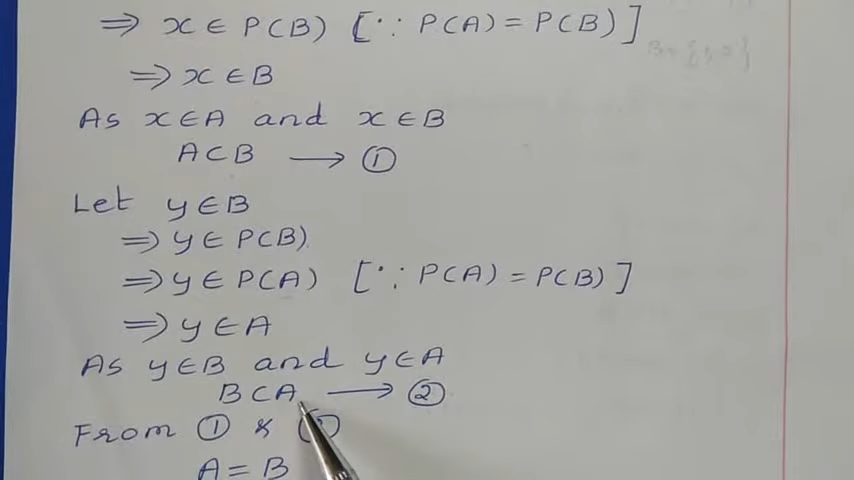 ⇒ x ∈ P(B) [∵ P(A) = P(B)]
⇒ x ∈ B
As x∈A and x∈B
A⊂B → ①
Let y∈B
⇒ y ∈ P(B)
⇒ y ∈ P(A) [∵ P(A) = P(B)]
⇒ y ∈ A
As y∈B and y∈A
B⊂A → ②
From ① &
A = B